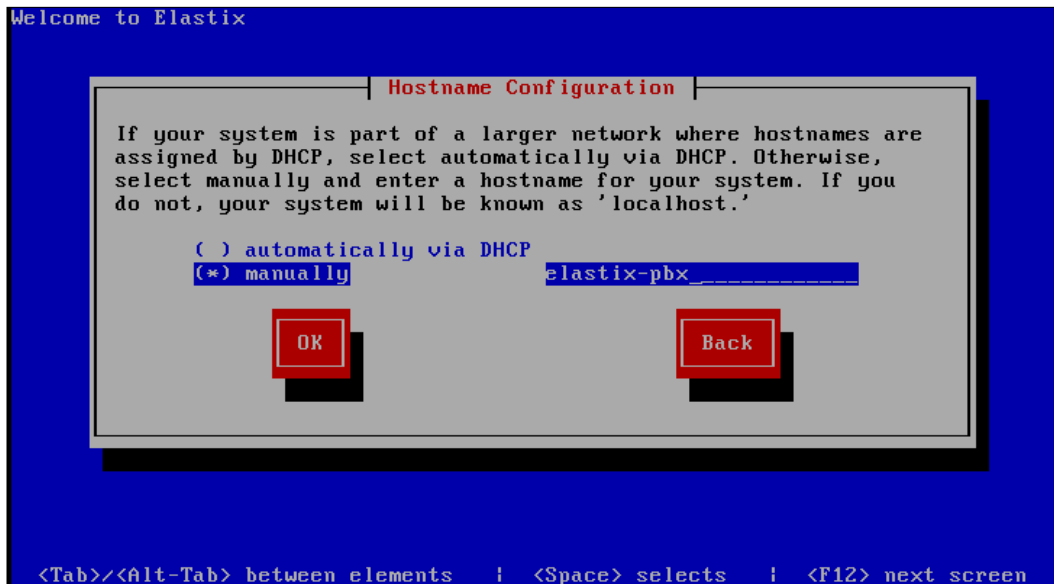 Welcome to Elastix
Hostname Configuration
If your system is part of a larger network where hostnames are
assigned by DHCP, select automatically via DHCP. Otherwise,
select manually and enter a hostname for your system. If you
do not, your system will be known as 'localhost.'
( ) automatically via DHCP
(*) manually elastix-pbx_____________
OK Back
<Tab>/<Alt-Tab> between elements | <Space> selects | <F12> next screen